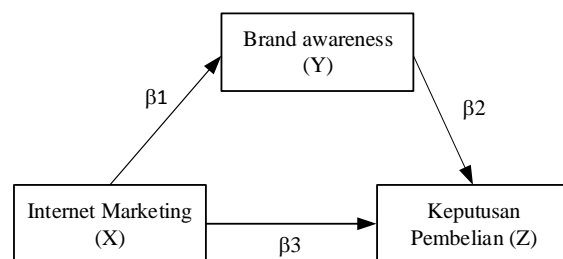 Brand awareness
(Y)
β1
β2
Internet Marketing
(X)
β3
Keputusan
Pembelian (Z)